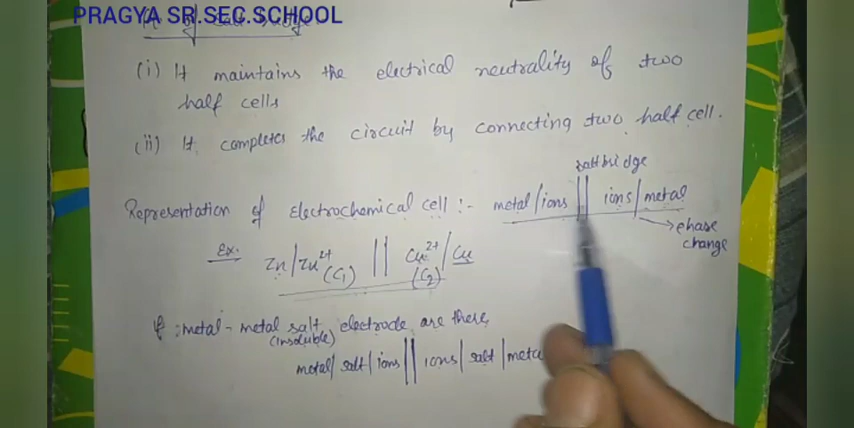 PRAGYA SR.SEC.SCHOOL
(i) It maintains the electrical neutrality of two
half cells
(ii) It completes the circuit by connecting two half cell.
salt bridge
Representation of Electrochemical cell :- metal/ions || ions/metal
→ phase
change
Ex. Zn/Zn²⁺ (C₁) || Cu²⁺/Cu (C₂)
If :metal-metal salt electrode are there
(insoluble)
metal/salt/ions || ions/salt/meta